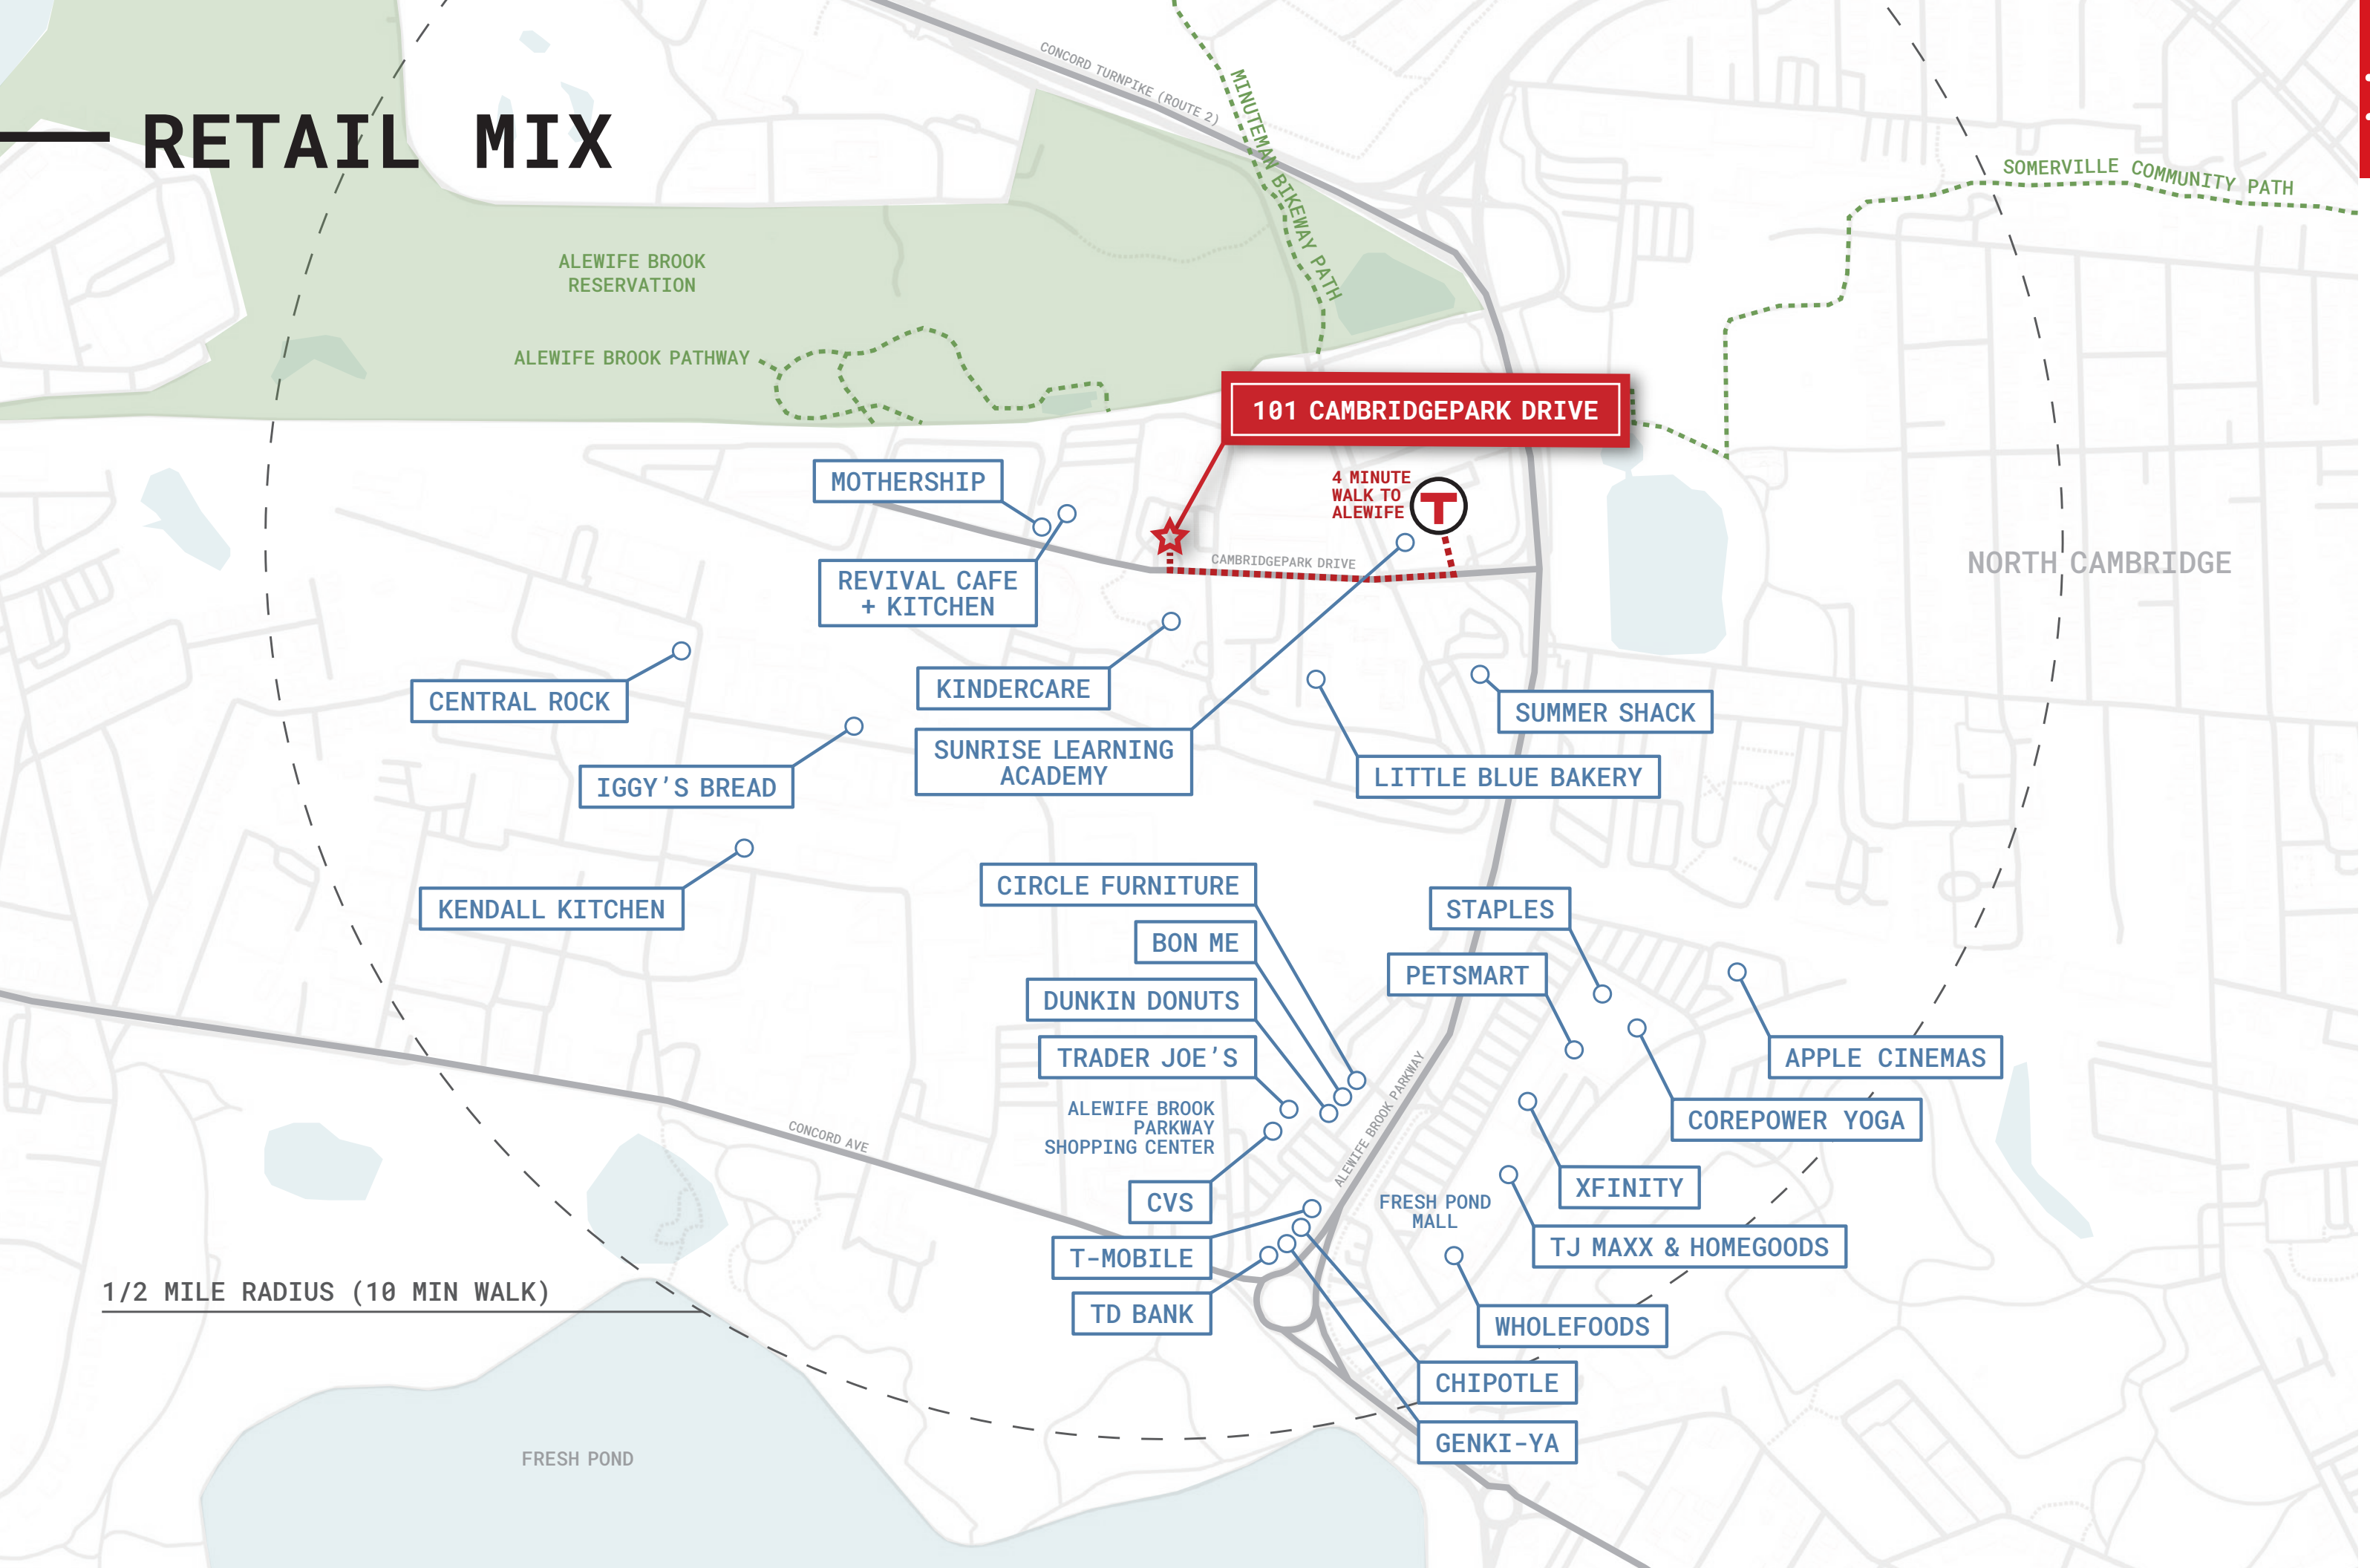 CONCORD TURNPIKE (ROUTE 2)
MINUTEMAN BIKEWAY PATH
RETAIL MIX
SOMERVILLE COMMUNITY PATH
ALEWIFE BROOK
RESERVATION
ALEWIFE BROOK PATHWAY
101 CAMBRIDGEPARK DRIVE
MOTHERSHIP
4 MINUTE
WALK TO
ALEWIFE
T
CAMBRIDGEPARK DRIVE
NORTH CAMBRIDGE
REVIVAL CAFE
+ KITCHEN
KINDERCARE
CENTRAL ROCK
SUMMER SHACK
SUNRISE LEARNING
ACADEMY
IGGY'S BREAD
LITTLE BLUE BAKERY
KENDALL KITCHEN
CIRCLE FURNITURE
STAPLES
BON ME
PETSMART
DUNKIN DONUTS
TRADER JOE'S
APPLE CINEMAS
ALEWIFE BROOK
PARKWAY
SHOPPING CENTER
ALEWIFE BROOK PARKWAY
COREPOWER YOGA
CONCORD AVE
CVS
XFINITY
FRESH POND
MALL
T-MOBILE
TJ MAXX & HOMEGOODS
1/2 MILE RADIUS (10 MIN WALK)
TD BANK
WHOLEFOODS
CHIPOTLE
GENKI-YA
FRESH POND